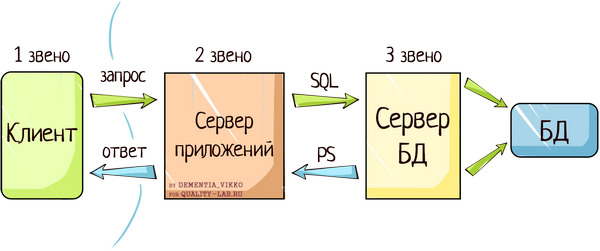 1 звено
2 звено
3 звено
запрос
SQL
Клиент
Сервер
приложений
Сервер
БД
БД
ответ
PS
BY DEMENTIA_VIKKO
FOR QUALITY-LAB.RU